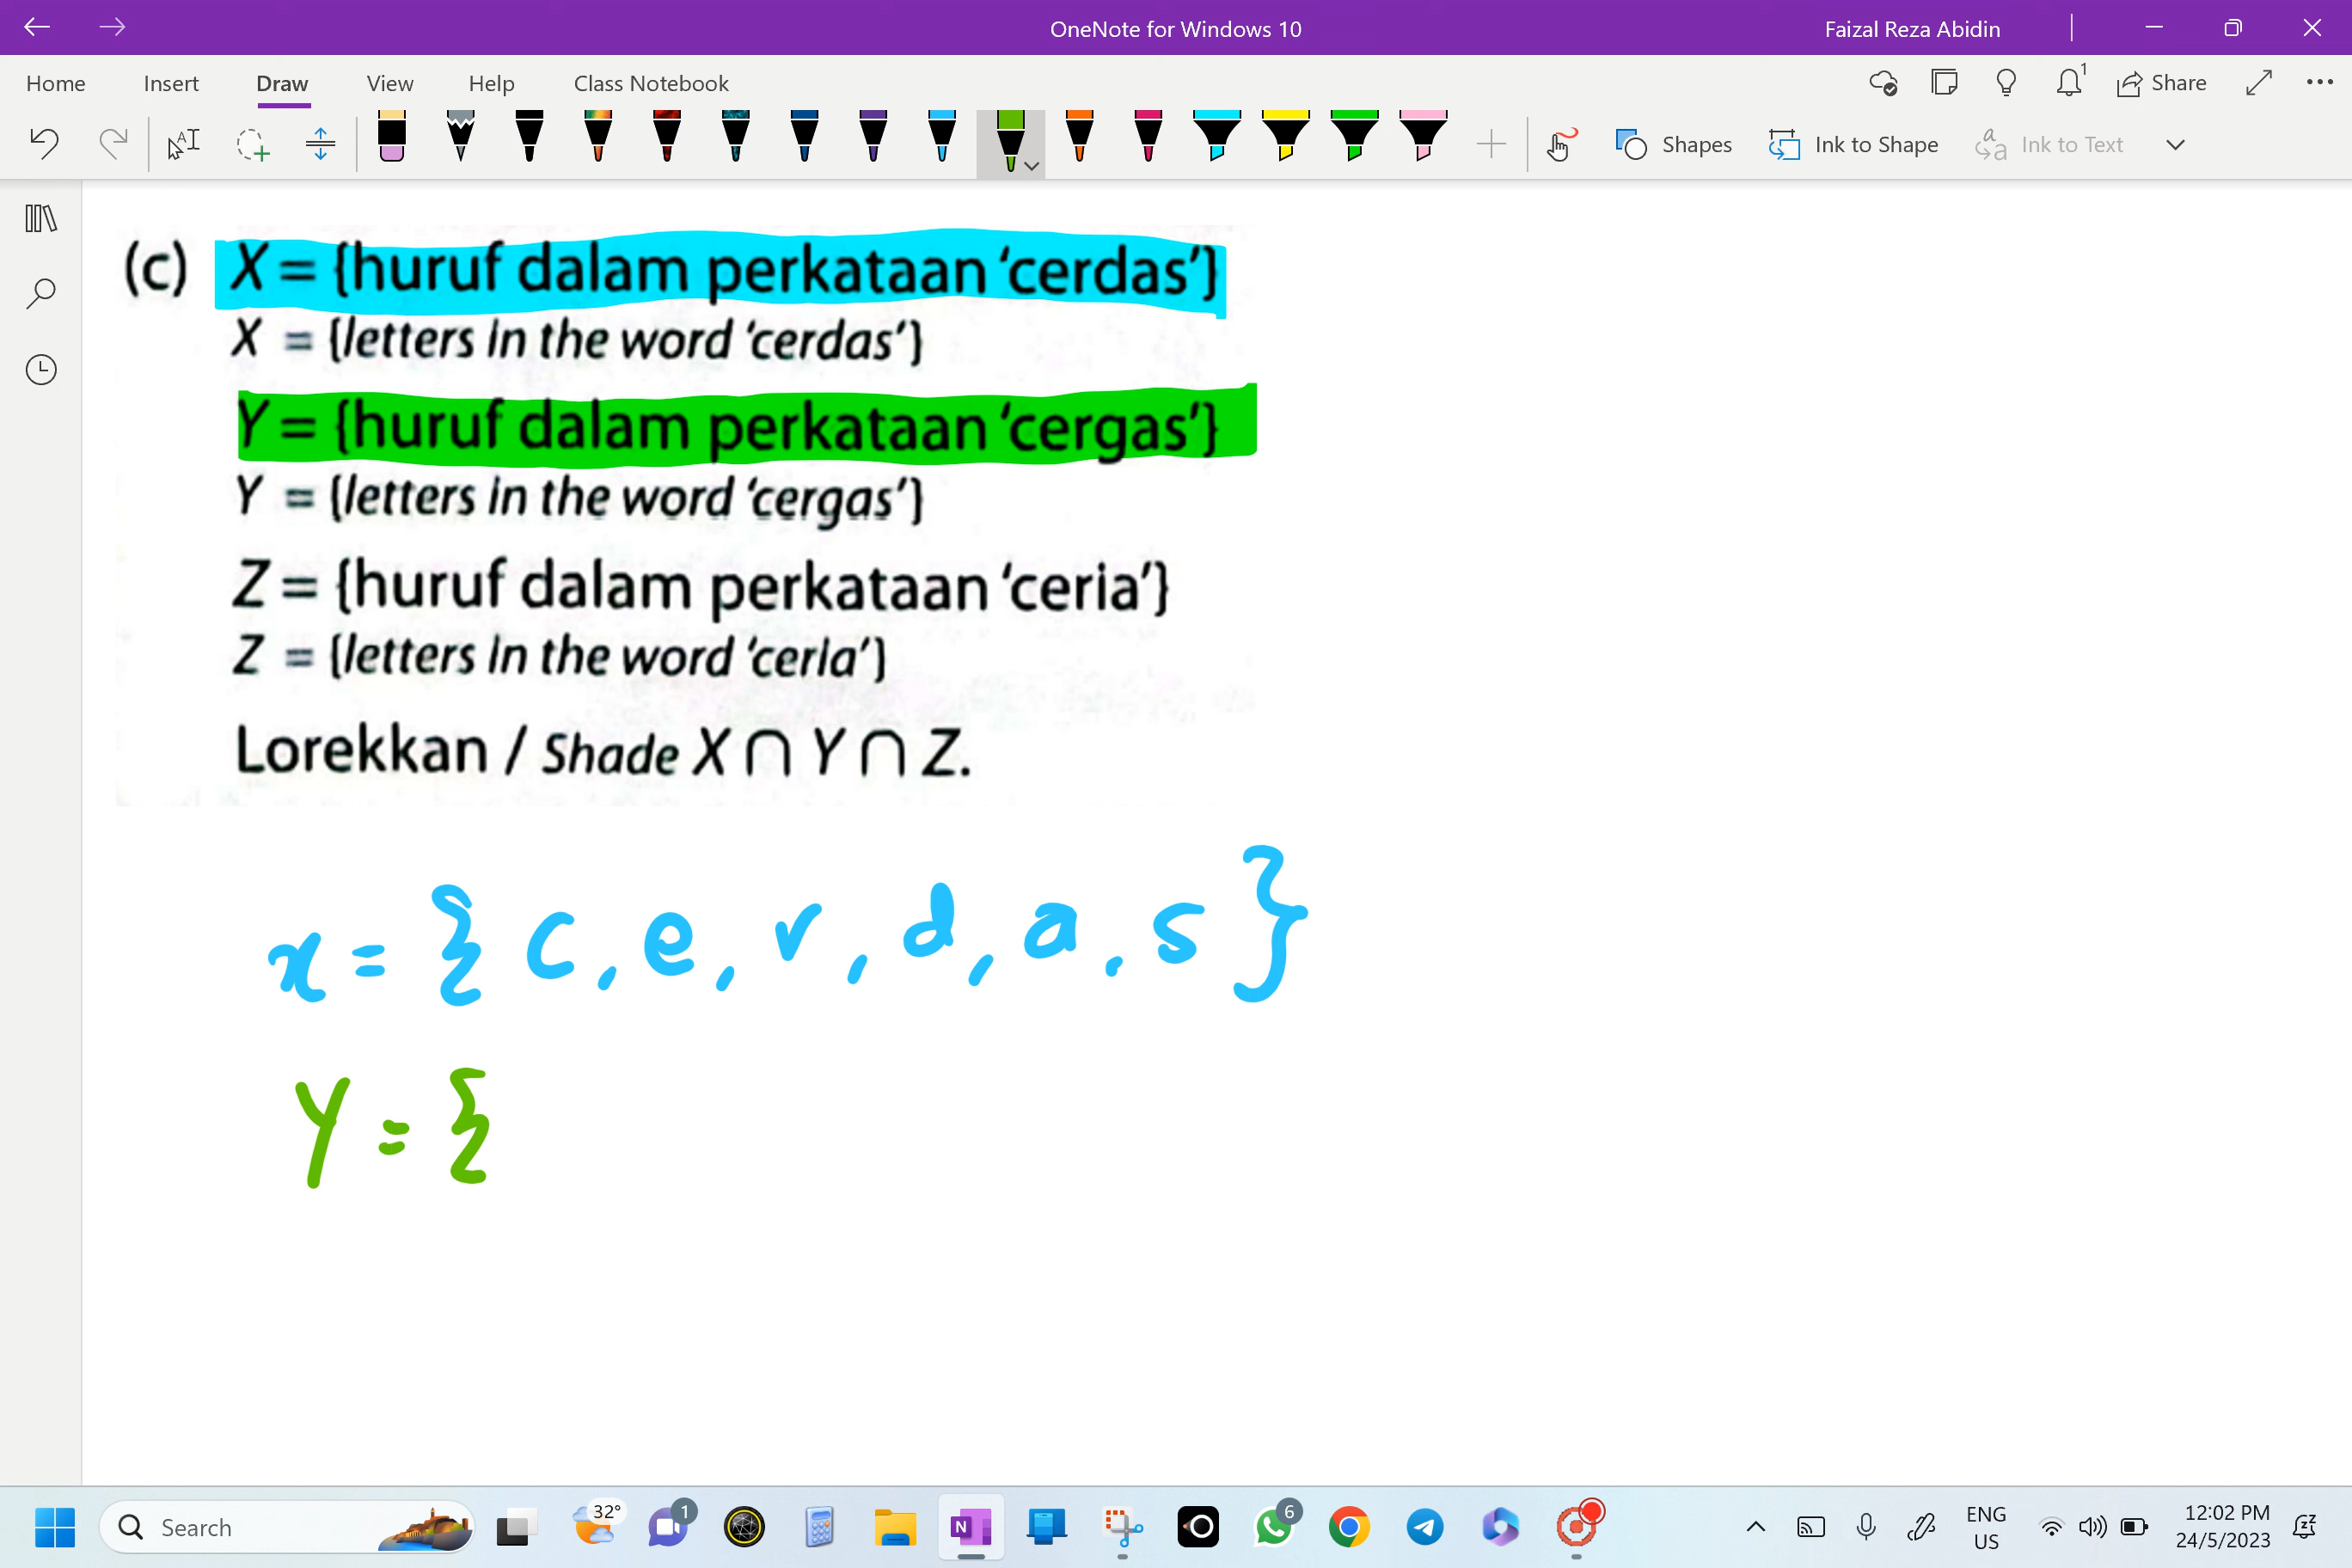 OneNote for Windows 10
Faizal Reza Abidin
Home Insert Draw View Help Class Notebook
1
Share
Shapes
Ink to Shape
Ink to Text
(c) X = {huruf dalam perkataan ‘cerdas’}
X = {letters in the word ‘cerdas’}
Y = {huruf dalam perkataan ‘cergas’}
Y = {letters in the word ‘cergas’}
Z = {huruf dalam perkataan ‘ceria’}
Z = {letters in the word ‘ceria’}
Lorekkan / Shade X ∩ Y ∩ Z.
x = { c, e, r, d, a, s }
Y = {
Search
32°
1
N
6
ENG
US
12:02 PM
24/5/2023